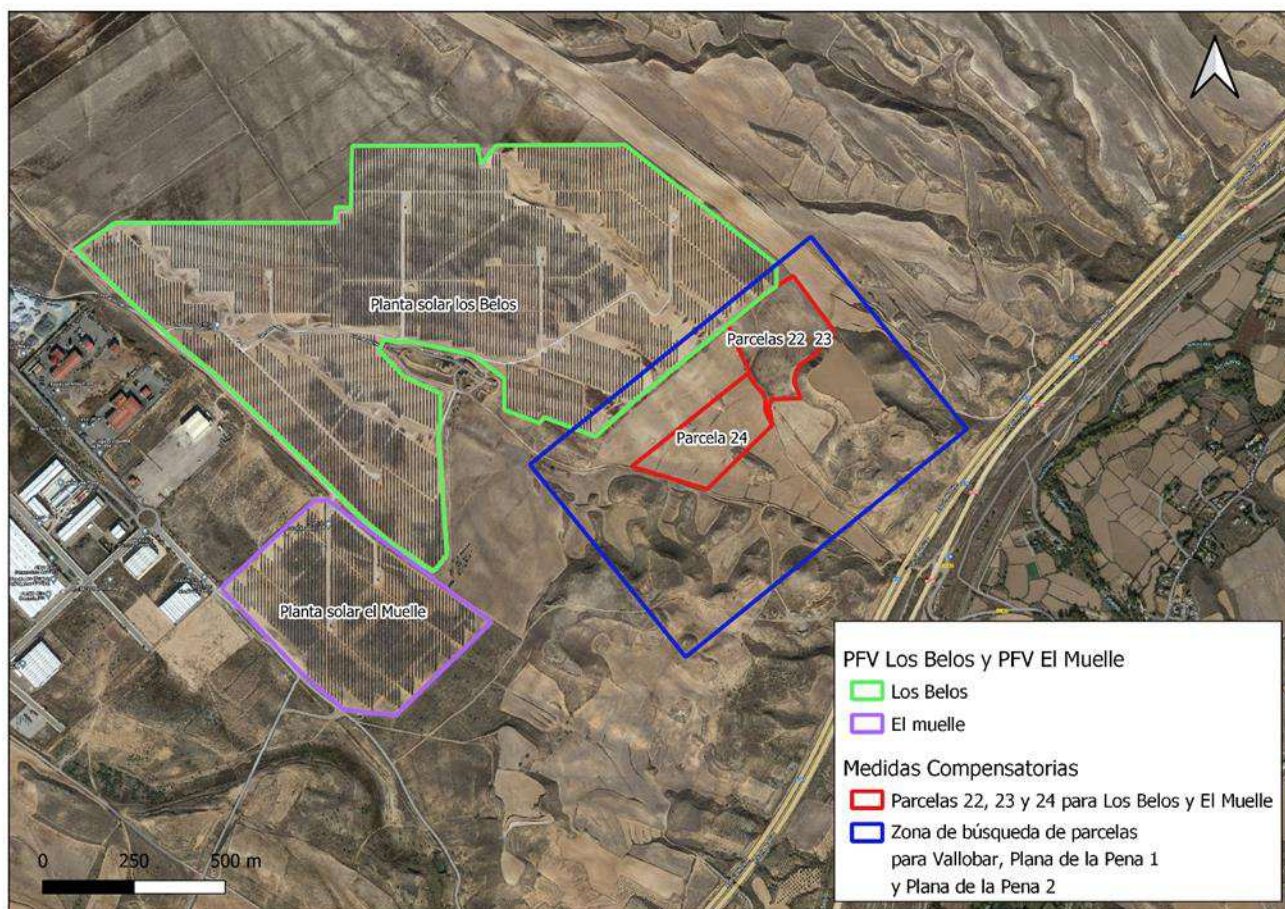 Planta solar los Belos
Parcelas 22 23
Parcela 24
Planta solar el Muelle
PFV Los Belos y PFV El Muelle
Los Belos
El muelle
Medidas Compensatorias
Parcelas 22, 23 y 24 para Los Belos y El Muelle
Zona de búsqueda de parcelas
para Vallobar, Plana de la Pena 1
y Plana de la Pena 2
0 250 500 m